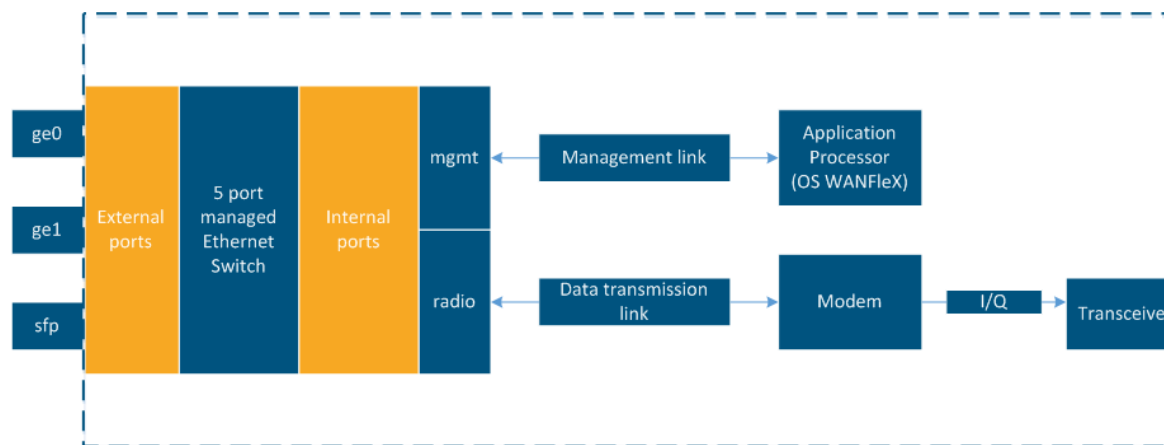 ge0
ge1
sfp
External
ports
5 port
managed
Ethernet
Switch
Internal
ports
mgmt
radio
Management link
Data transmission
link
Application
Processor
(OS WANFleX)
Modem
I/Q
Transceive